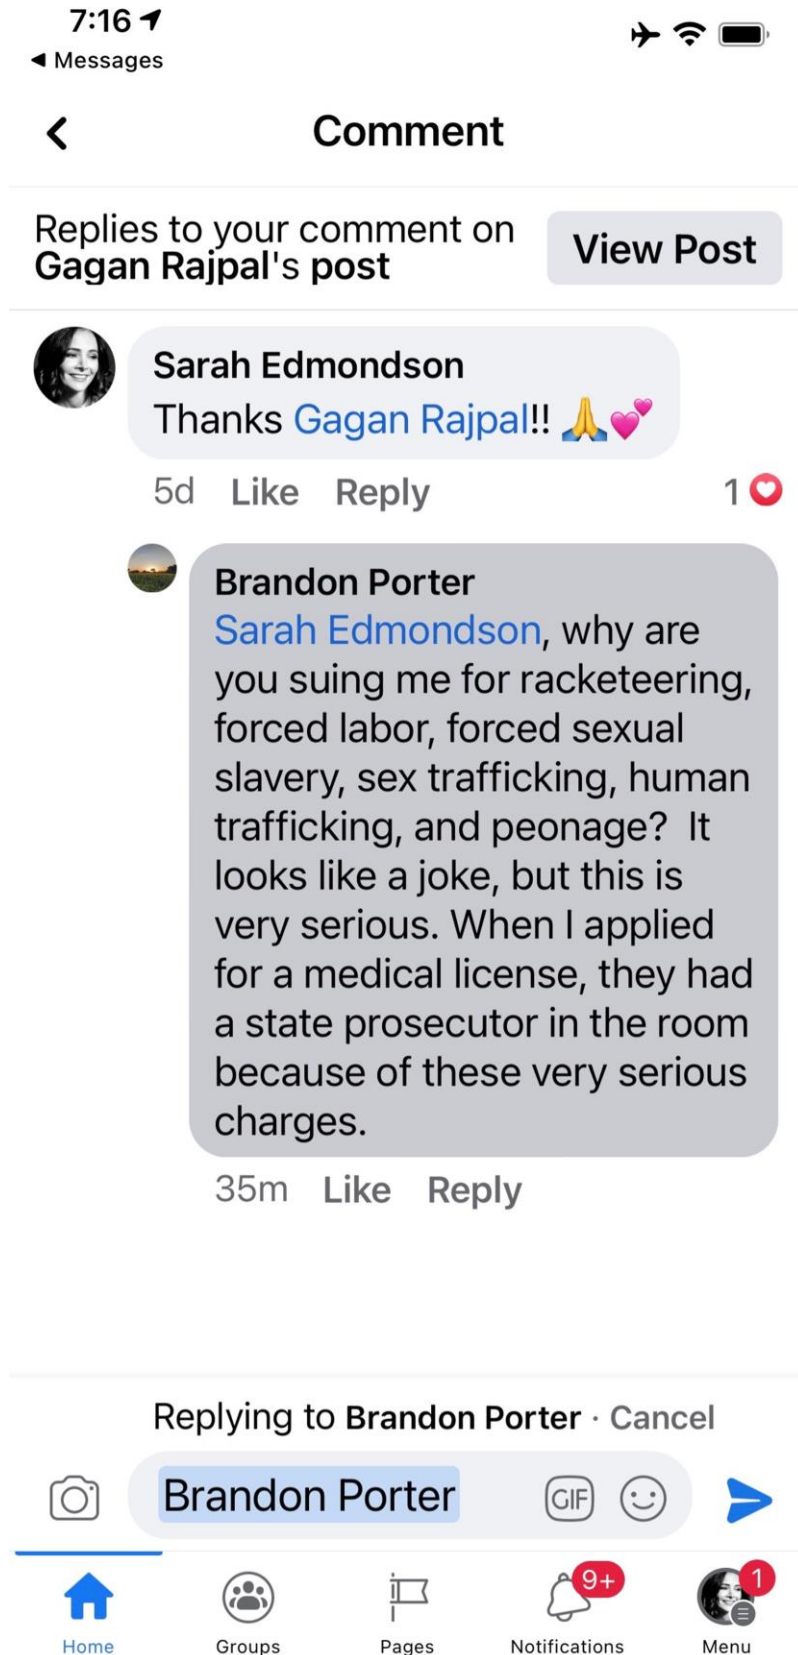 7:16
Messages
Comment
Replies to your comment on
Gagan Rajpal's post
View Post
Sarah Edmondson
Thanks Gagan Rajpal!! 🙏💕
5d Like Reply 1
Brandon Porter
Sarah Edmondson, why are
you suing me for racketeering,
forced labor, forced sexual
slavery, sex trafficking, human
trafficking, and peonage? It
looks like a joke, but this is
very serious. When I applied
for a medical license, they had
a state prosecutor in the room
because of these very serious
charges.
35m Like Reply
Replying to Brandon Porter · Cancel
Brandon Porter
GIF
9+
1
Home Groups Pages Notifications Menu